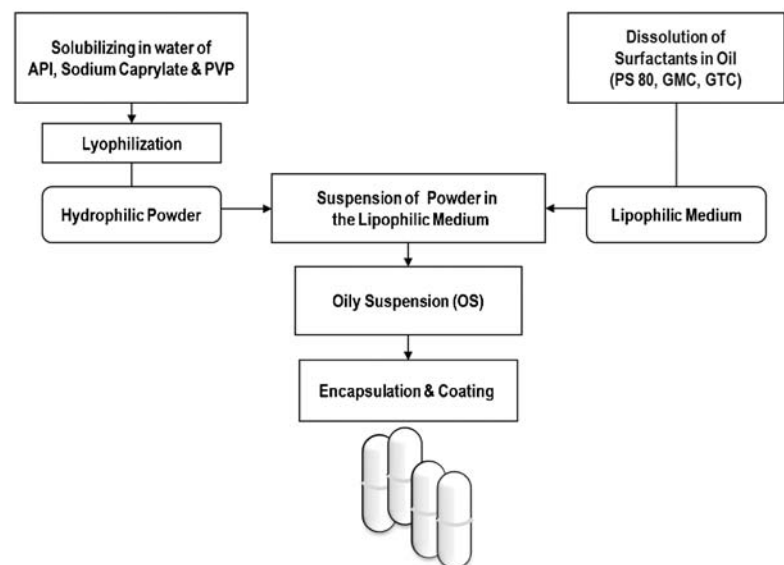 Solubilizing in water of
API, Sodium Caprylate & PVP
Dissolution of
Surfactants in Oil
(PS 80, GMC, GTC)
Lyophilization
Hydrophilic Powder
Suspension of Powder in
the Lipophilic Medium
Lipophilic Medium
Oily Suspension (OS)
Encapsulation & Coating